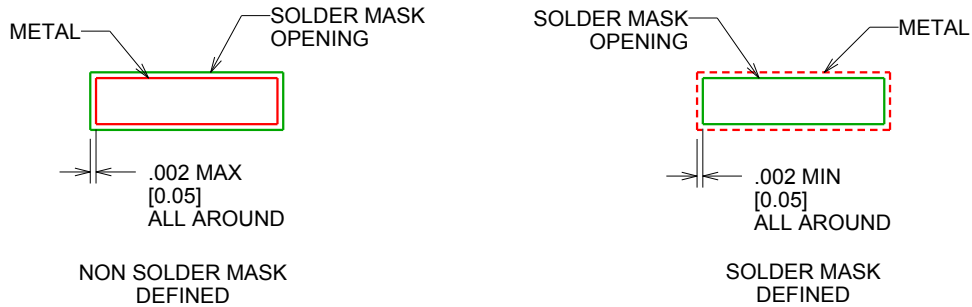 METAL
SOLDER MASK
OPENING
.002 MAX
[0.05]
ALL AROUND
NON SOLDER MASK
DEFINED
SOLDER MASK
OPENING
METAL
.002 MIN
[0.05]
ALL AROUND
SOLDER MASK
DEFINED